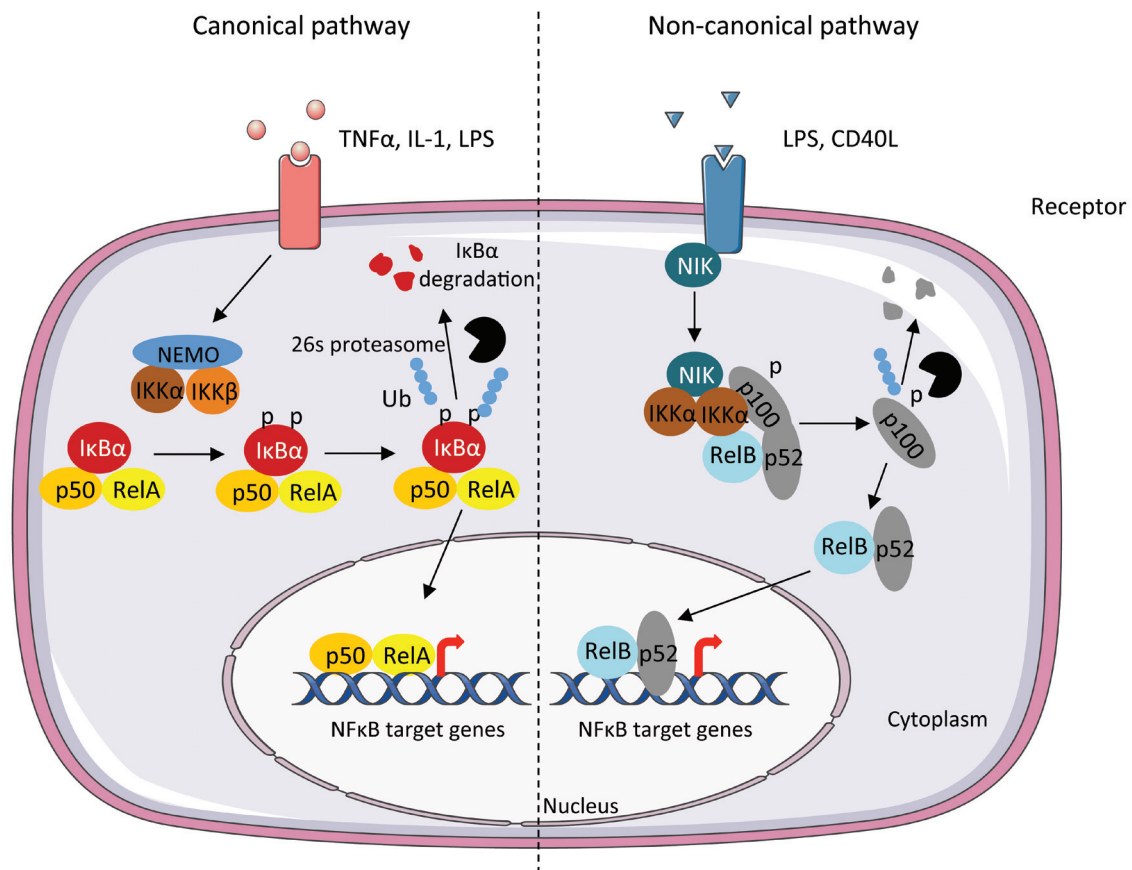 Canonical pathway
Non-canonical pathway
TNFα, IL-1, LPS
LPS, CD40L
Receptor
IκBα
degradation
NIK
26s proteasome
NEMO
IKKα
IKKβ
Ub
p
p
p
p
IκBα
p50
RelA
IκBα
p50
RelA
IκBα
p50
RelA
p
NIK
IKKα
IKKα
p100
RelB
p52
p
p100
RelB
p52
p50
RelA
RelB
p52
NFκB target genes
NFκB target genes
Cytoplasm
Nucleus